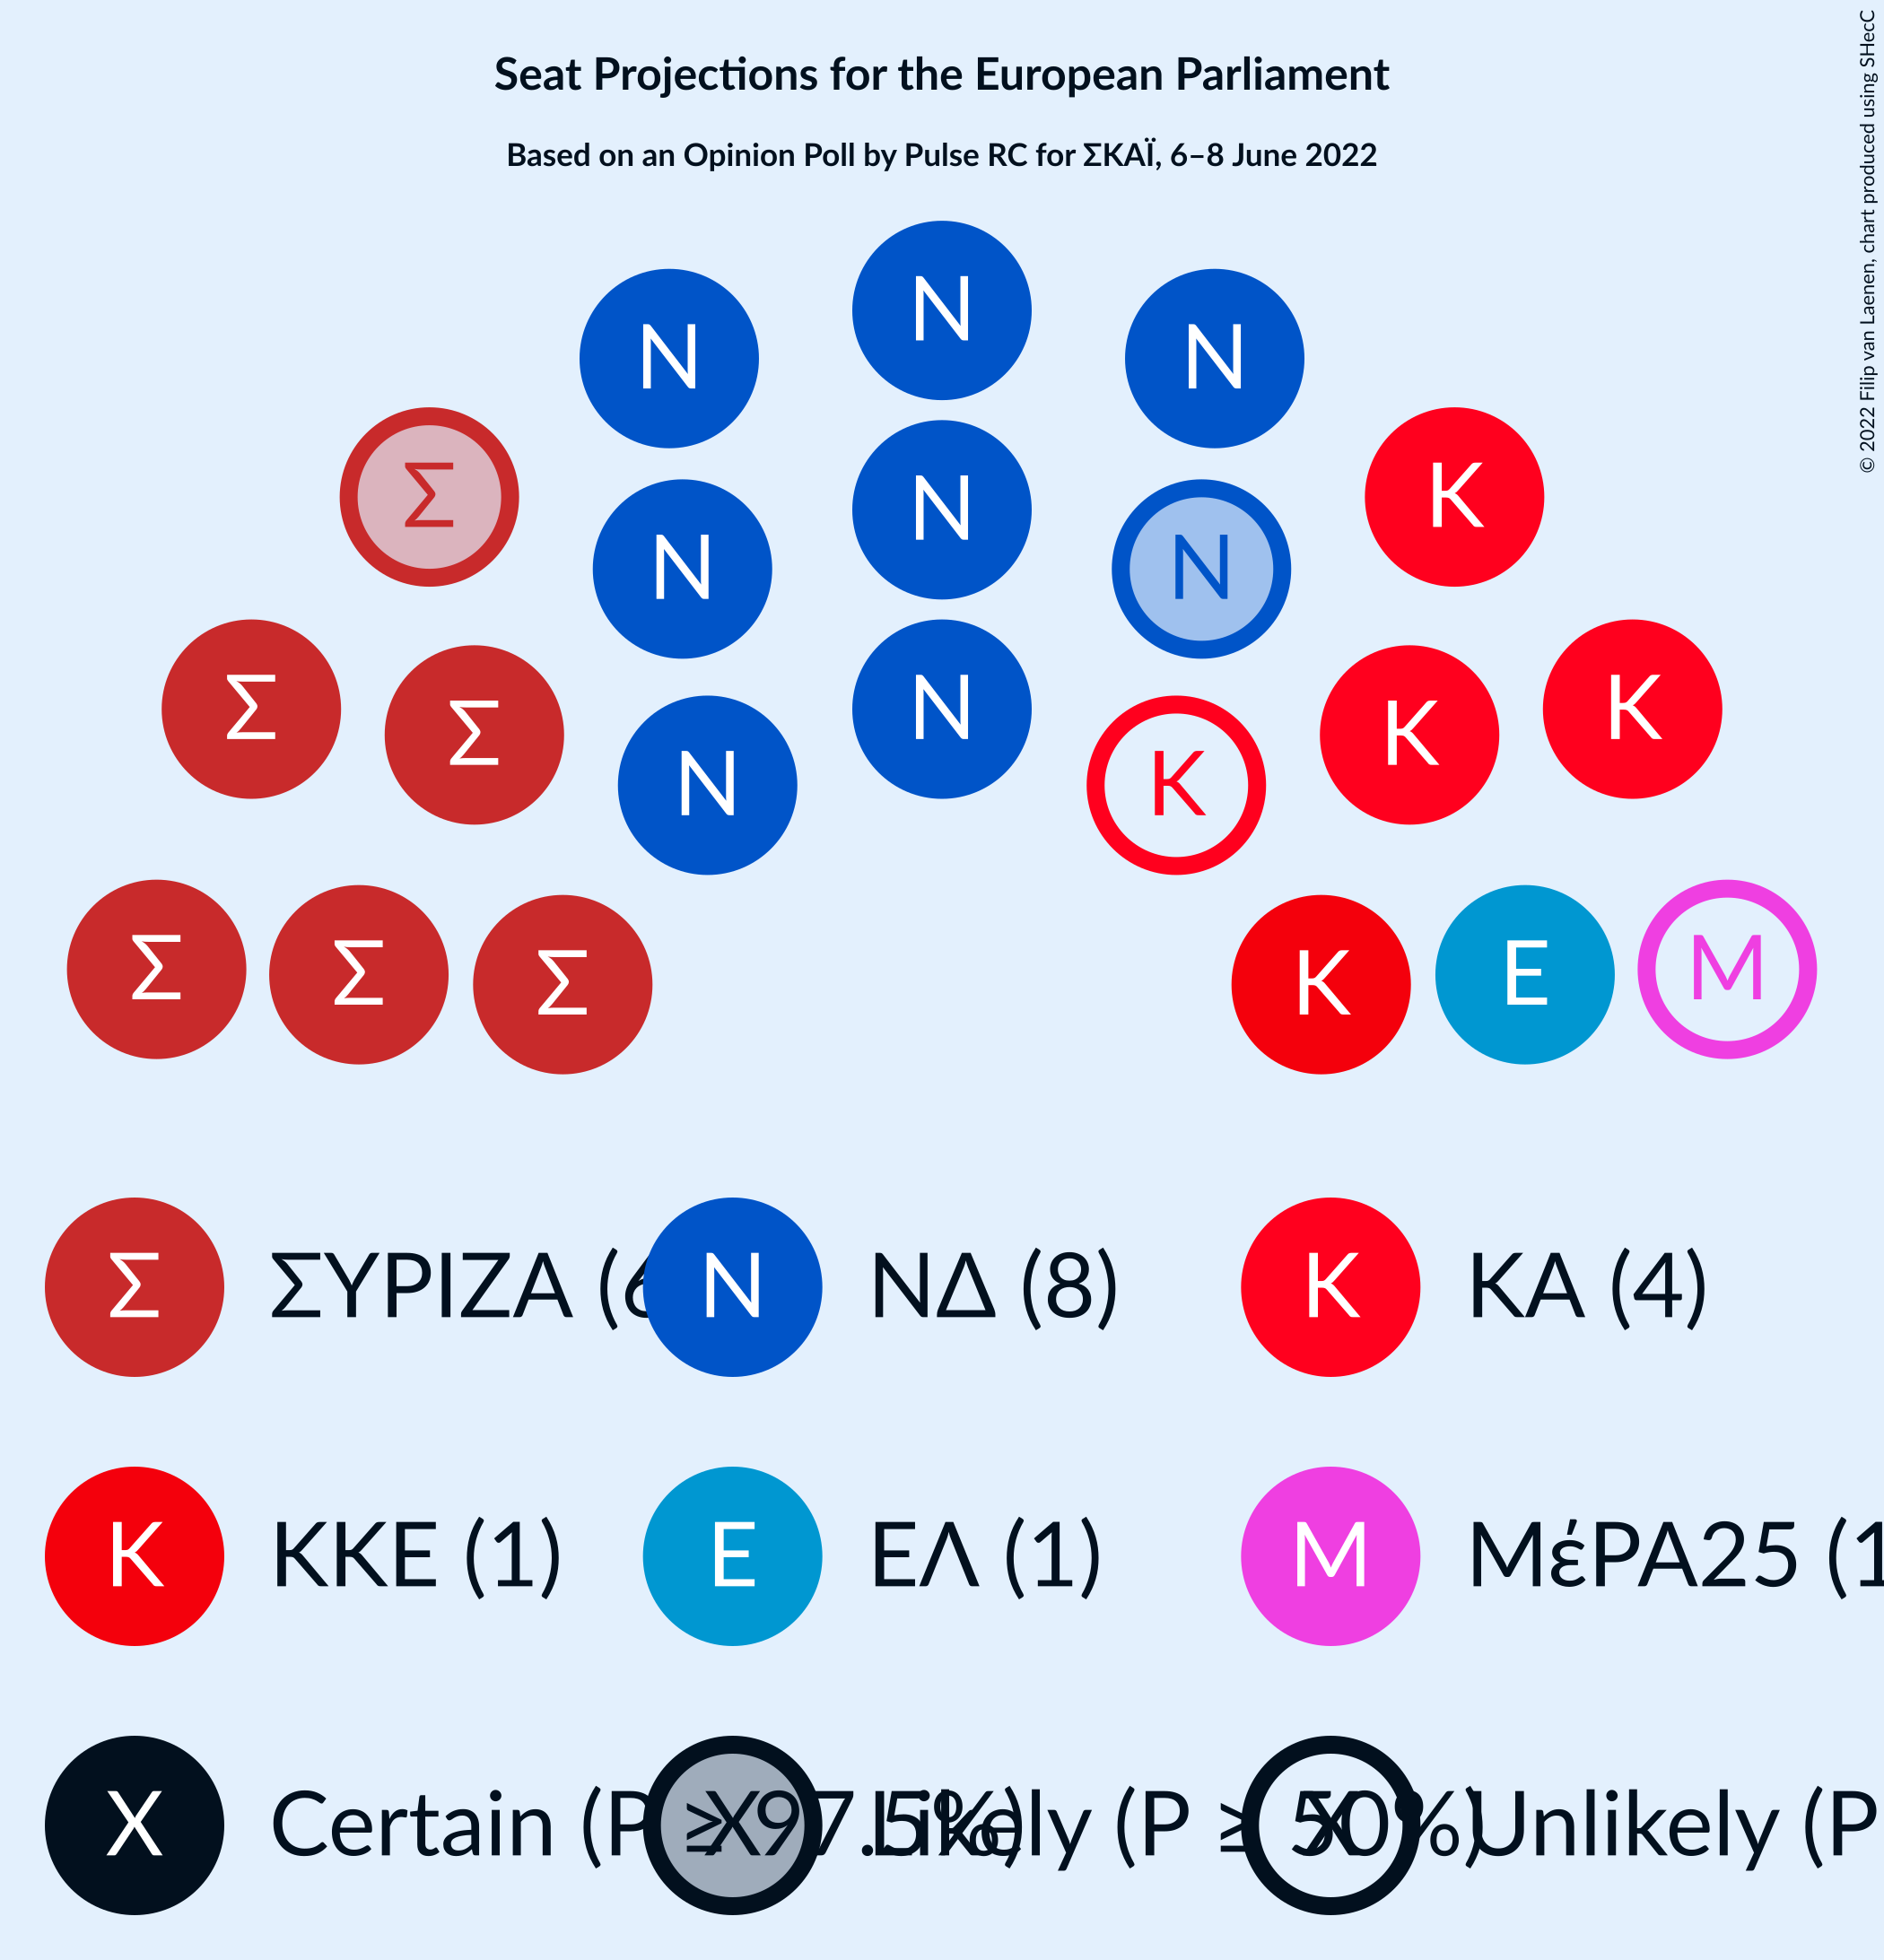 Seat Projections for the European Parliament
Based on an Opinion Poll by Pulse RC for ΣΚΑΪ, 6–8 June 2022
© 2022 Filip van Laenen, chart produced using SHecC
N
N N
Σ N K
N N
Σ N Σ
Σ K K
N K
Σ Σ Σ
K E M
Σ ΣΥΡΙΖΑ (6 N ΝΔ (8) K ΚΑ (4)
K ΚΚΕ (1) E ΕΛ (1) M ΜέΡΑ25 (1
X Certain (P ≥ 97.5%) X Likely (P ≥ 50%) X Unlikely (P